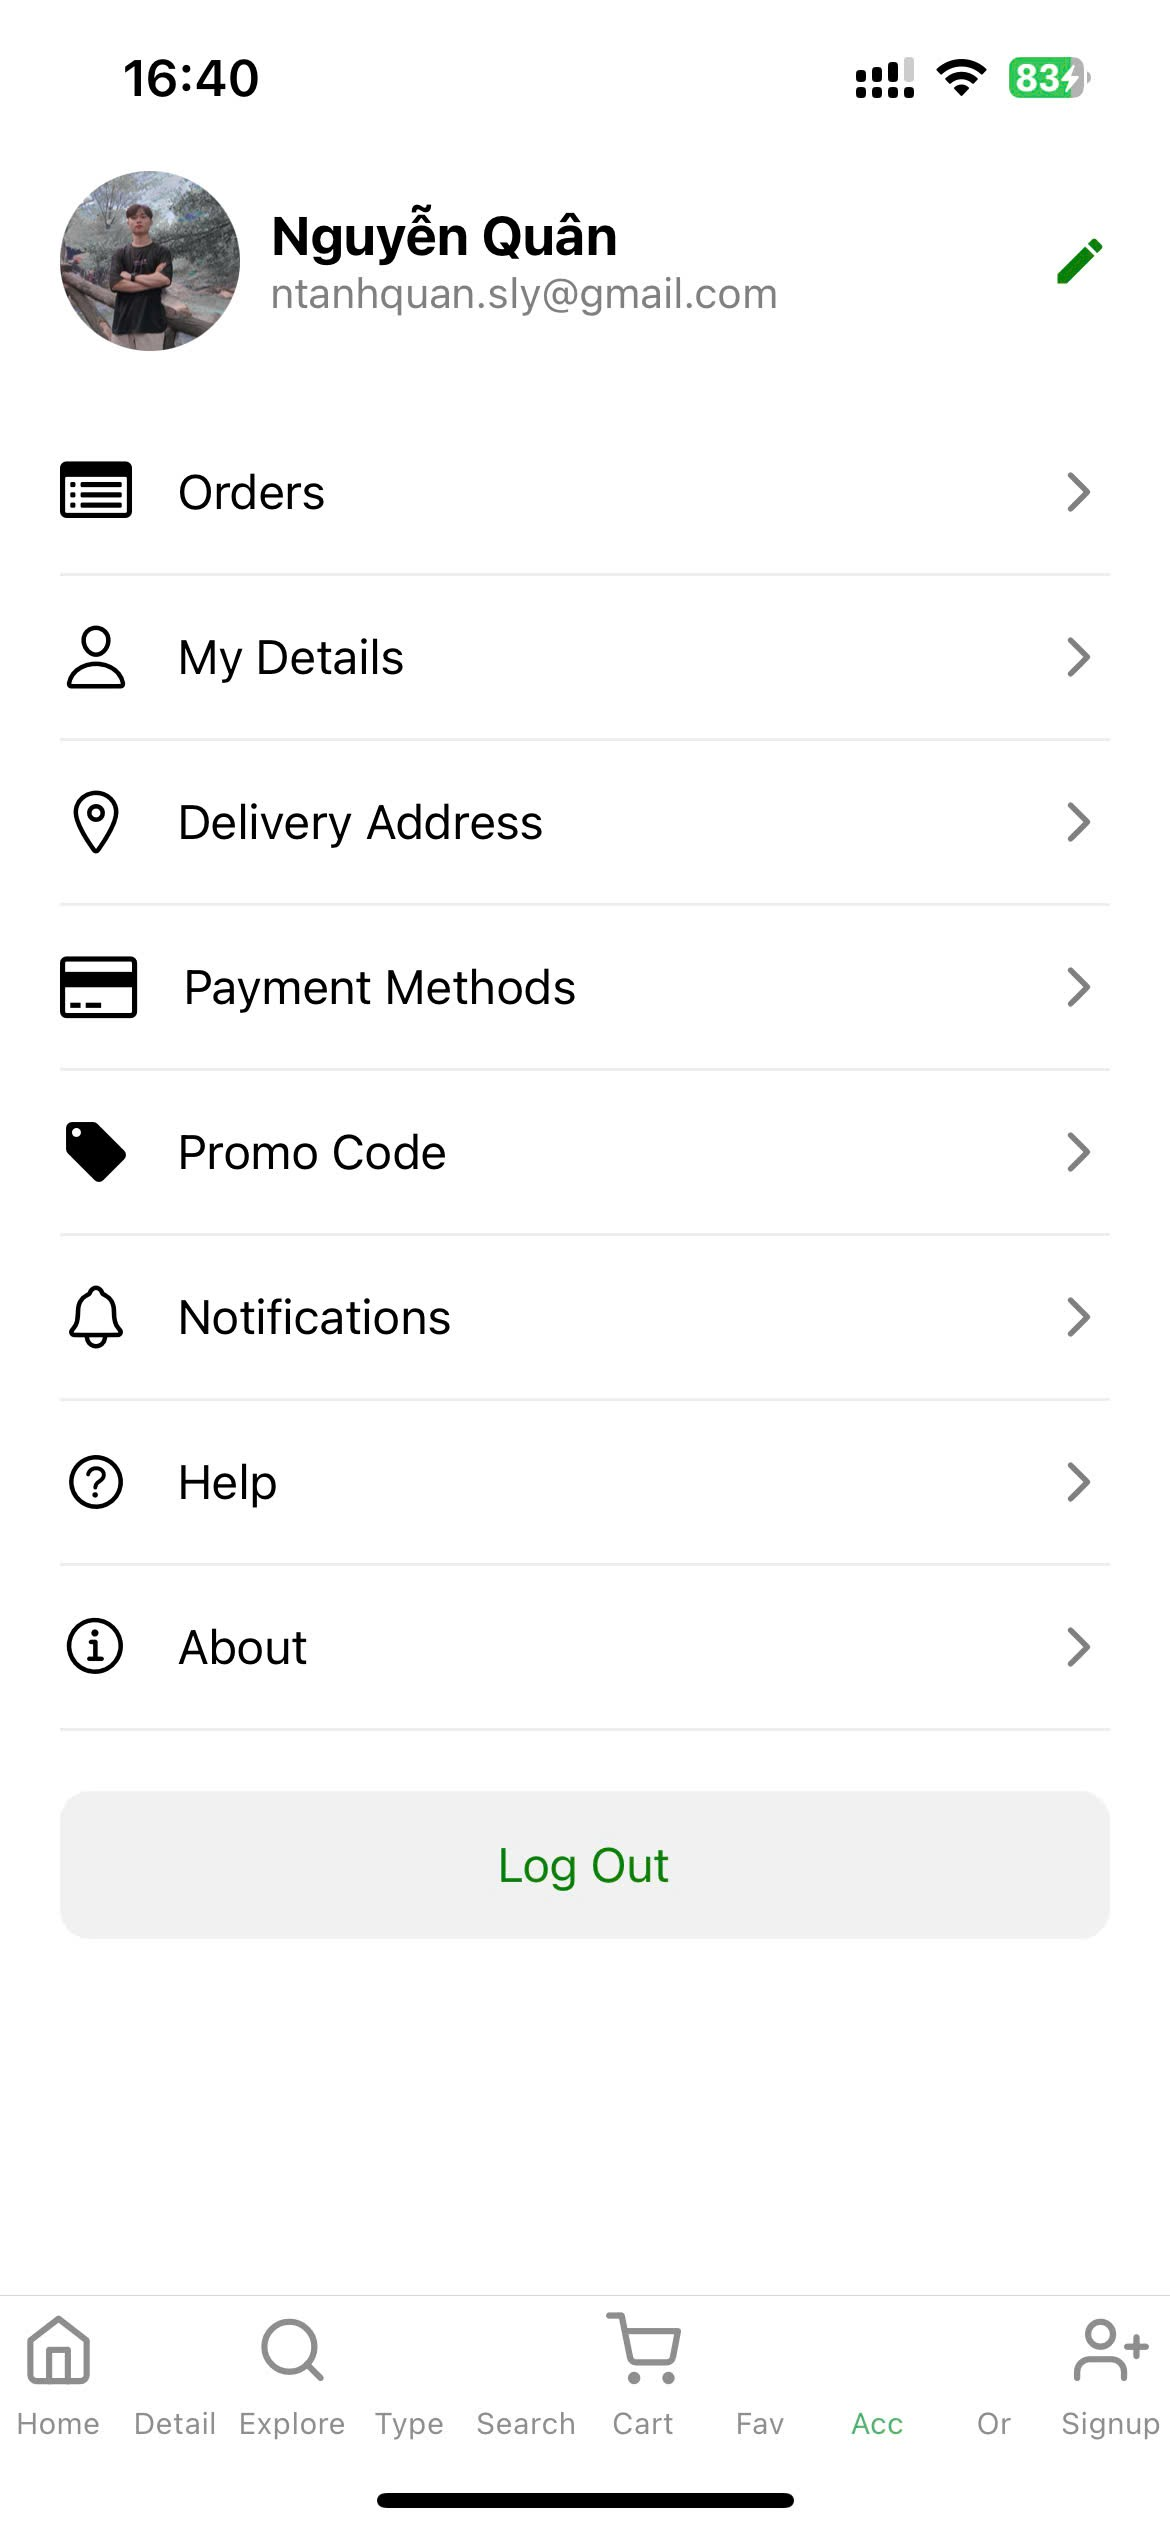 16:40
83
Nguyễn Quân
ntanhquan.sly@gmail.com
Orders
My Details
Delivery Address
Payment Methods
Promo Code
Notifications
Help
About
Log Out
Home Detail Explore Type Search Cart Fav Acc Or Signup